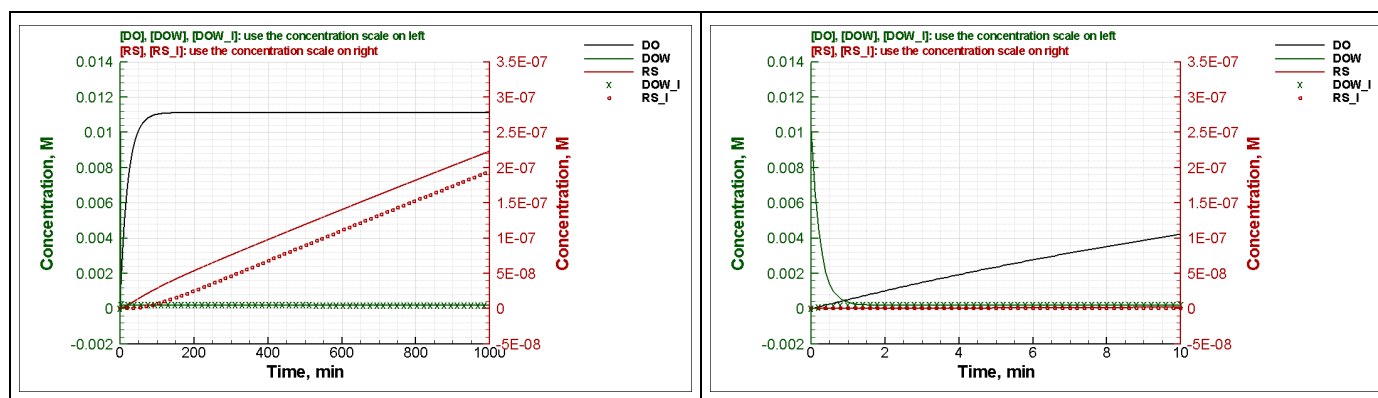 [DO], [DOW], [DOW_I]: use the concentration scale on left
[RS], [RS_I]: use the concentration scale on right
DO
DOW
RS
DOW_I
RS_I
0.014
0.012
0.01
0.008
0.006
0.004
0.002
0
-0.002
Concentration, M
3.5E-07
3E-07
2.5E-07
2E-07
1.5E-07
1E-07
5E-08
0
-5E-08
Concentration, M
0 200 400 600 800 1000
Time, min
[DO], [DOW], [DOW_I]: use the concentration scale on left
[RS], [RS_I]: use the concentration scale on right
DO
DOW
RS
DOW_I
RS_I
0.014
0.012
0.01
0.008
0.006
0.004
0.002
0
-0.002
Concentration, M
3.5E-07
3E-07
2.5E-07
2E-07
1.5E-07
1E-07
5E-08
0
-5E-08
Concentration, M
0 2 4 6 8 10
Time, min